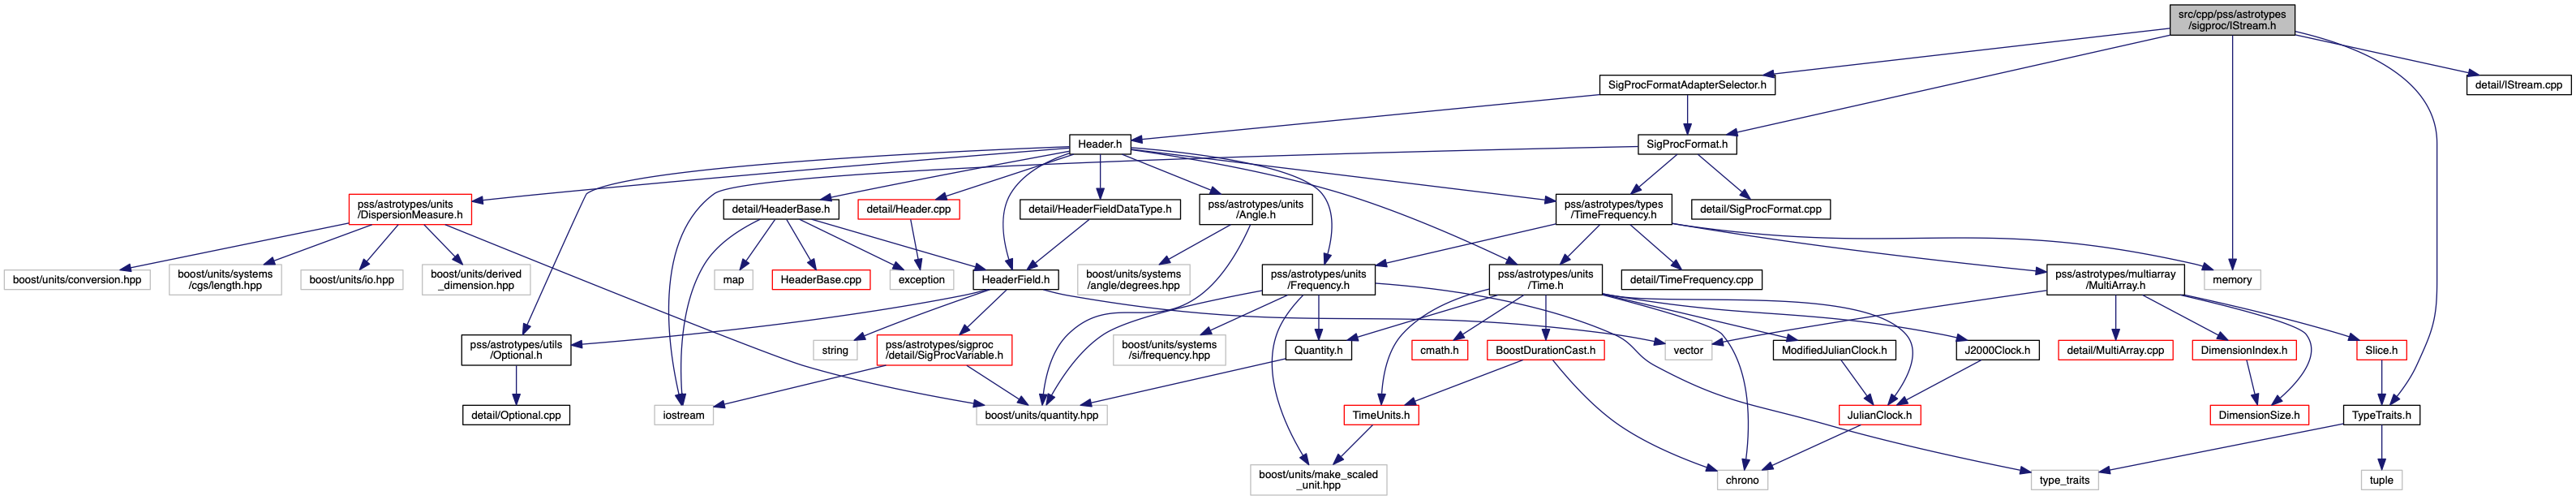 src/cpp/pss/astrotypes
/sigproc/IStream.h
SigProcFormatAdapterSelector.h
detail/IStream.cpp
Header.h
SigProcFormat.h
pss/astrotypes/units
/DispersionMeasure.h
detail/HeaderBase.h
detail/Header.cpp
detail/HeaderFieldDataType.h
pss/astrotypes/units
/Angle.h
pss/astrotypes/types
/TimeFrequency.h
detail/SigProcFormat.cpp
boost/units/conversion.hpp
boost/units/systems
/cgs/length.hpp
boost/units/io.hpp
boost/units/derived
_dimension.hpp
map
HeaderBase.cpp
exception
HeaderField.h
boost/units/systems
/angle/degrees.hpp
pss/astrotypes/units
/Frequency.h
pss/astrotypes/units
/Time.h
detail/TimeFrequency.cpp
pss/astrotypes/multiarray
/MultiArray.h
memory
pss/astrotypes/utils
/Optional.h
string
pss/astrotypes/sigproc
/detail/SigProcVariable.h
boost/units/systems
/si/frequency.hpp
Quantity.h
cmath.h
BoostDurationCast.h
vector
ModifiedJulianClock.h
J2000Clock.h
detail/MultiArray.cpp
DimensionIndex.h
Slice.h
detail/Optional.cpp
iostream
boost/units/quantity.hpp
TimeUnits.h
JulianClock.h
DimensionSize.h
TypeTraits.h
boost/units/make_scaled
_unit.hpp
chrono
type_traits
tuple